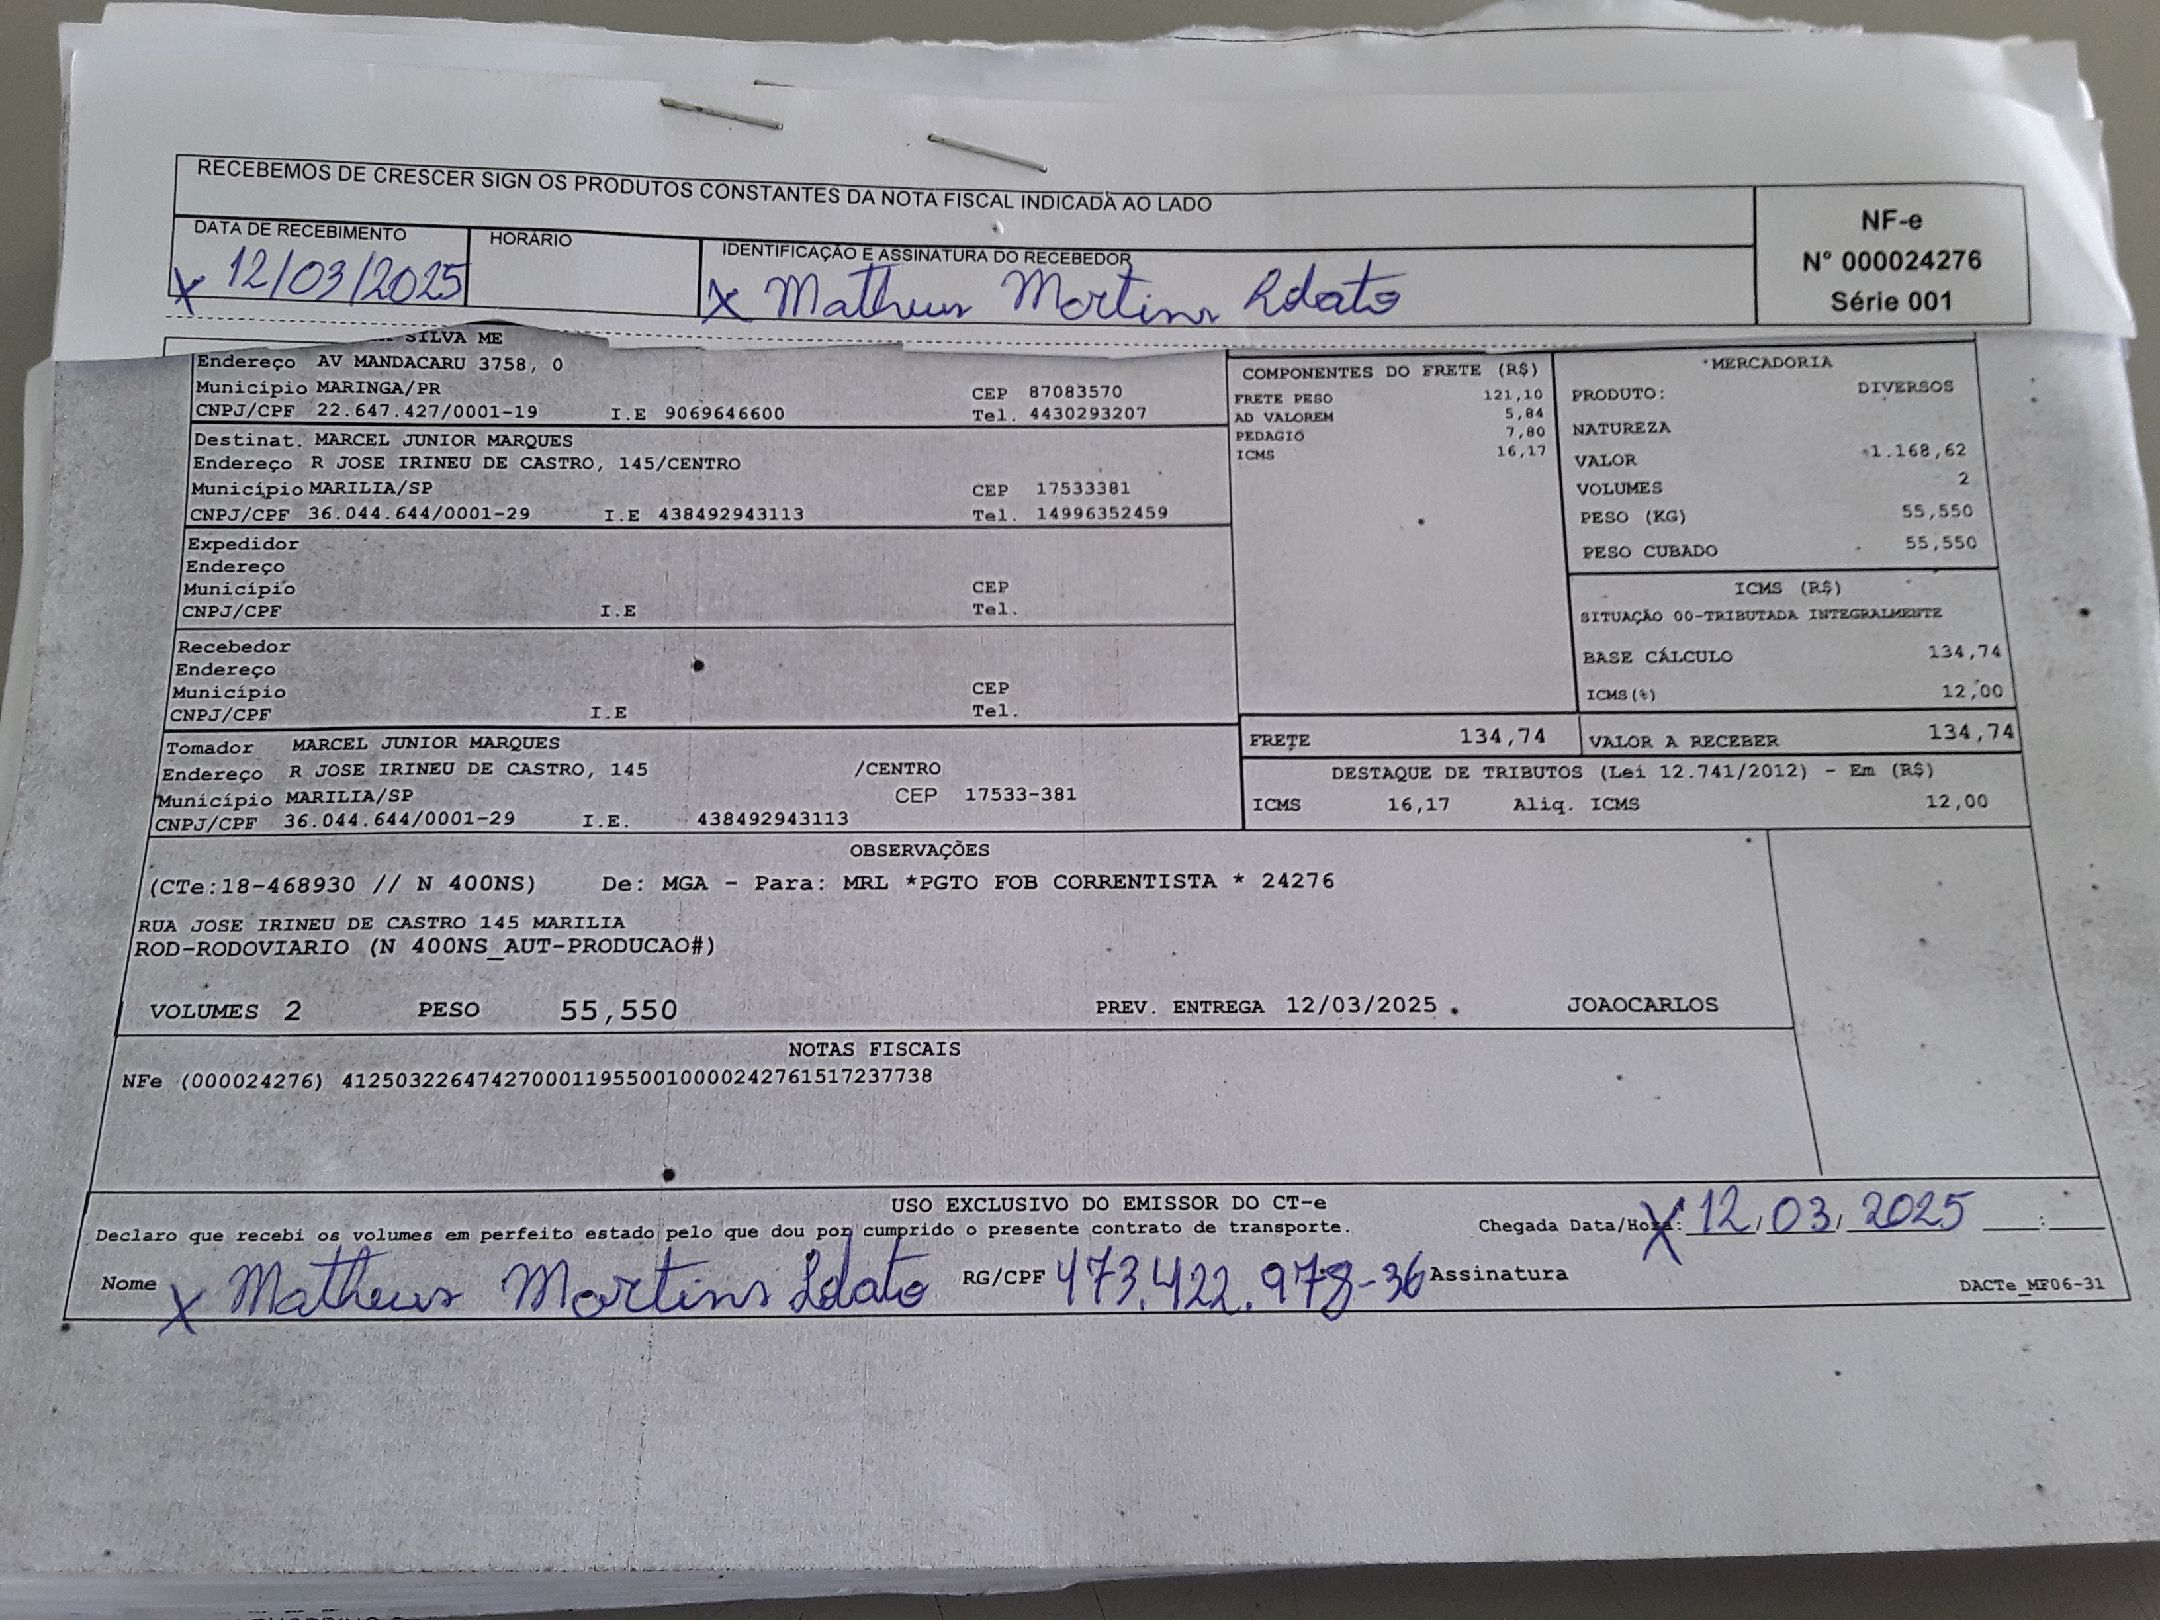 RECEBEMOS DE CRESCER SIGN OS PRODUTOS CONSTANTES DA NOTA FISCAL INDICADA AO LADO
NF-e
Nº 000024276
Série 001
DATA DE RECEBIMENTO
X 12/03/2025
HORÁRIO
IDENTIFICAÇÃO E ASSINATURA DO RECEBEDOR
X Matheus Martins
SILVA ME
Endereço AV MANDACARU 3758, 0
Município MARINGA/PR CEP 87083570
CNPJ/CPF 22.647.427/0001-19 I.E 9069646600 Tel. 4430293207
Destinat. MARCEL JUNIOR MARQUES
Endereço R JOSE IRINEU DE CASTRO, 145/CENTRO
Município MARILIA/SP CEP 17533381
CNPJ/CPF 36.044.644/0001-29 I.E 438492943113 Tel. 14996352459
Expedidor
Endereço
Município CEP
CNPJ/CPF I.E Tel.
Recebedor
Endereço
Município CEP
CNPJ/CPF I.E Tel.
Tomador MARCEL JUNIOR MARQUES
Endereço R JOSE IRINEU DE CASTRO, 145 /CENTRO
Município MARILIA/SP CEP 17533-381
CNPJ/CPF 36.044.644/0001-29 I.E. 438492943113
COMPONENTES DO FRETE (R$)
FRETE PESO 121,10
AD VALOREM 5,84
PEDAGIO 7,80
ICMS 16,17
MERCADORIA
PRODUTO: DIVERSOS
NATUREZA
VALOR 1.168,62
VOLUMES 2
PESO (KG) 55,550
PESO CUBADO 55,550
ICMS (R$)
SITUAÇÃO 00-TRIBUTADA INTEGRALMENTE
BASE CÁLCULO 134,74
ICMS(%) 12,00
FRETE 134,74 VALOR A RECEBER 134,74
DESTAQUE DE TRIBUTOS (Lei 12.741/2012) - Em (R$)
ICMS 16,17 Aliq. ICMS 12,00
OBSERVAÇÕES
(CTe:18-468930 // N 400NS) De: MGA - Para: MRL *PGTO FOB CORRENTISTA * 24276
RUA JOSE IRINEU DE CASTRO 145 MARILIA
ROD-RODOVIARIO (N 400NS_AUT-PRODUCAO#)
VOLUMES 2 PESO 55,550 PREV. ENTREGA 12/03/2025 JOAOCARLOS
NOTAS FISCAIS
NFe (000024276) 41250322647427000119550010000242761517237738
USO EXCLUSIVO DO EMISSOR DO CT-e
Declaro que recebi os volumes em perfeito estado pelo que dou por cumprido o presente contrato de transporte. Chegada Data/Hora: X 12/03/2025 __:__
Nome X Matheus Martins RG/CPF 473.422.978-36 Assinatura
DACTe_MF06-31